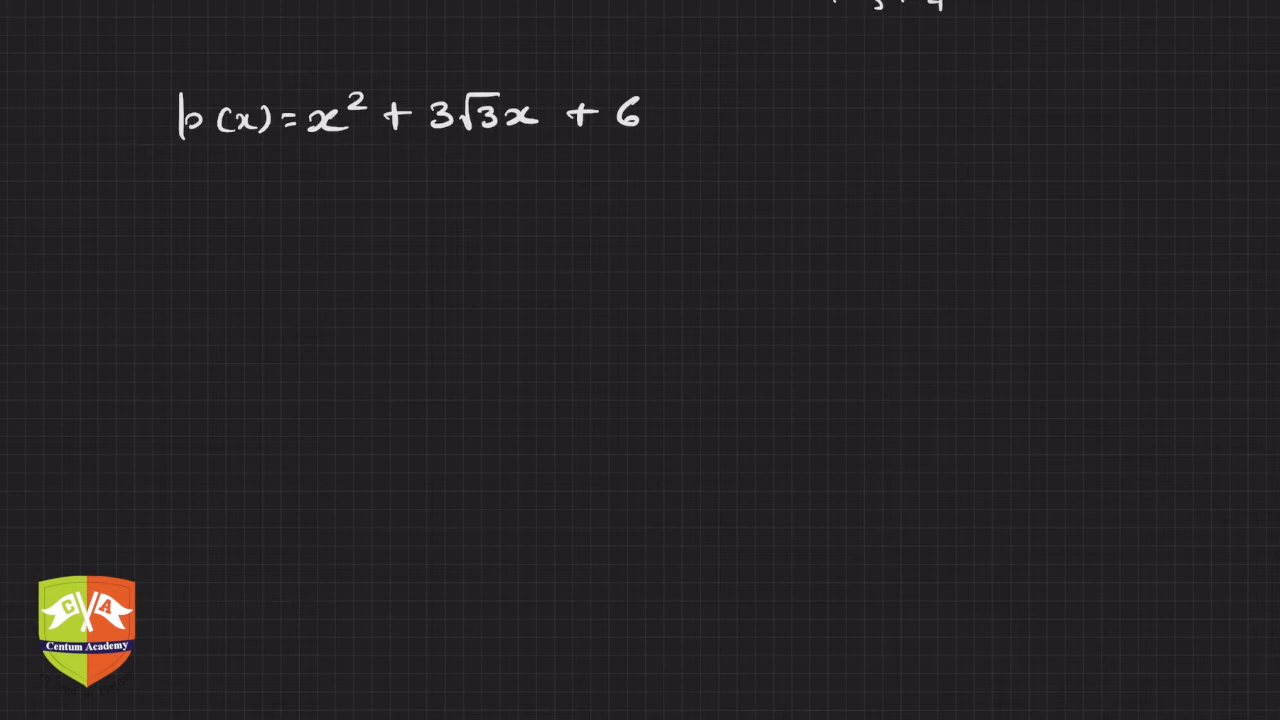 p(x) = x² + 3√3x + 6
C A
Centum Academy